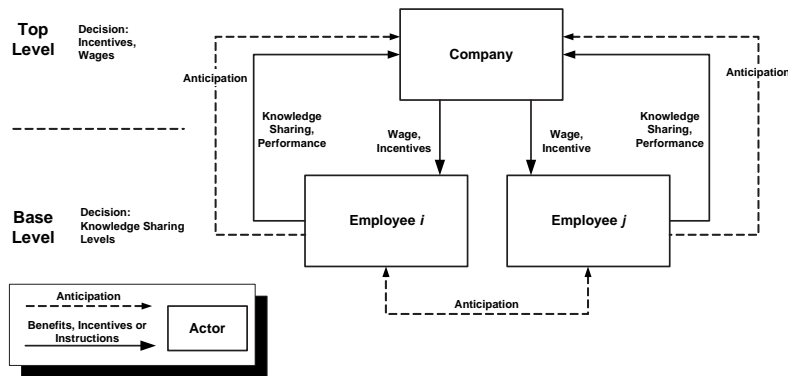 Top
Level
Decision:
Incentives,
Wages
Anticipation
Company
Anticipation
Knowledge
Sharing,
Performance
Wage,
Incentives
Wage,
Incentive
Knowledge
Sharing,
Performance
Base
Level
Decision:
Knowledge Sharing
Levels
Employee i
Employee j
Anticipation
Anticipation
Benefits, Incentives or
Instructions
Actor